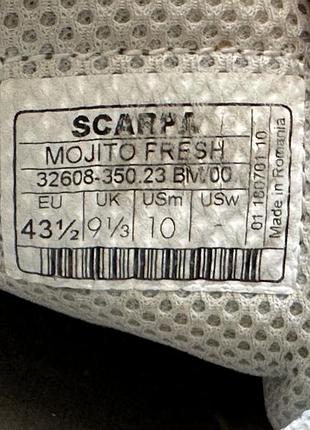 SCARPA
MOJITO FRESH
32608-350.23 BM/00
EU UK USm USw
43½ 9⅓ 10 -
01 180701 10
Made in Romania